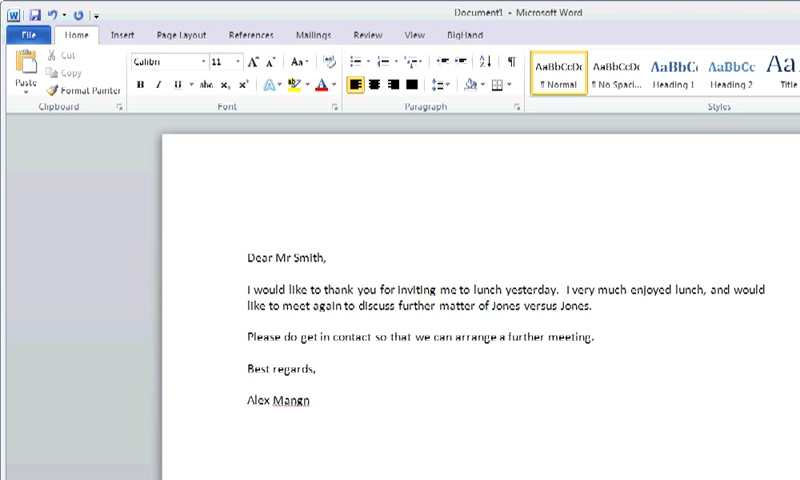 Document1 - Microsoft Word
File Home Insert Page Layout References Mailings Review View BigHand
Paste
Cut
Copy
Format Painter
Clipboard
Calibri 11
Font
Paragraph
AaBbCcDc AaBbCcDc AaBbCc AaBbCc Aa
¶ Normal ¶ No Spaci... Heading 1 Heading 2 Title
Styles
Dear Mr Smith,
I would like to thank you for inviting me to lunch yesterday. I very much enjoyed lunch, and would
like to meet again to discuss further matter of Jones versus Jones.
Please do get in contact so that we can arrange a further meeting.
Best regards,
Alex Mangn